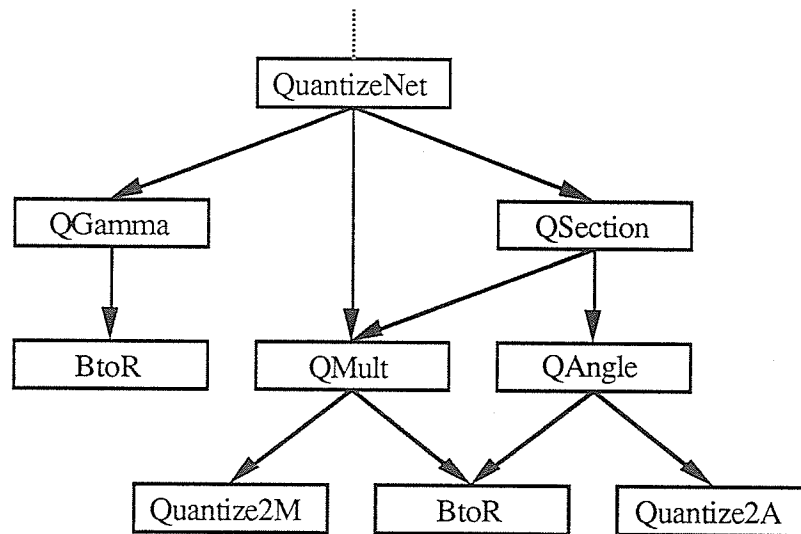 QuantizeNet
QGamma
QSection
BtoR
QMult
QAngle
Quantize2M
BtoR
Quantize2A